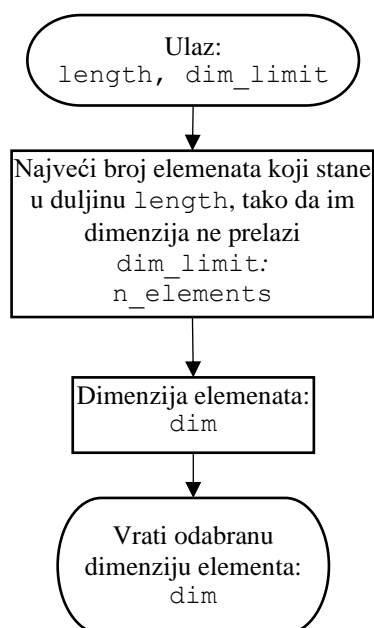 Ulaz:
length, dim_limit
Najveći broj elemenata koji stane
u duljinu length, tako da im
dimenzija ne prelazi
dim_limit:
n_elements
Dimenzija elemenata:
dim
Vrati odabranu
dimenziju elementa:
dim